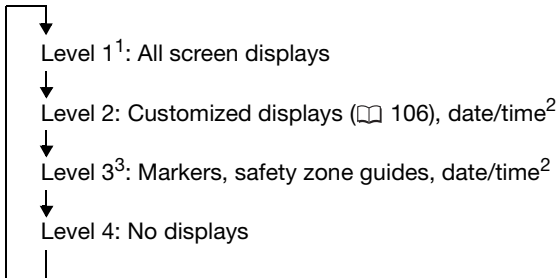 Level 1¹: All screen displays
Level 2: Customized displays (📖 106), date/time²
Level 3³: Markers, safety zone guides, date/time²
Level 4: No displays